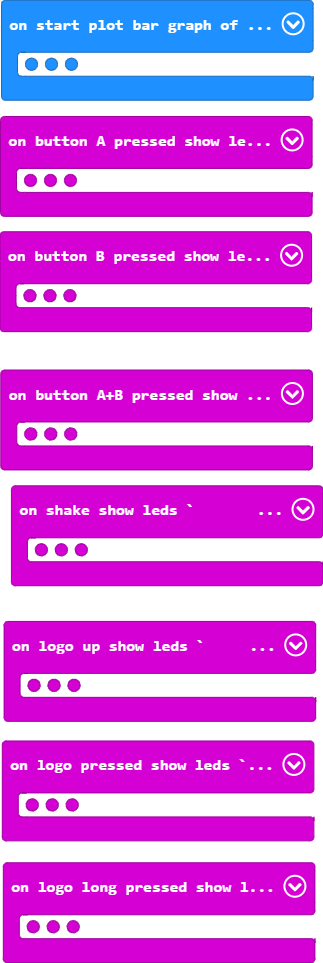 on start plot bar graph of ...
on button A pressed show le...
on button B pressed show le...
on button A+B pressed show ...
on shake show leds ` ...
on logo up show leds ` ...
on logo pressed show leds `...
on logo long pressed show l...